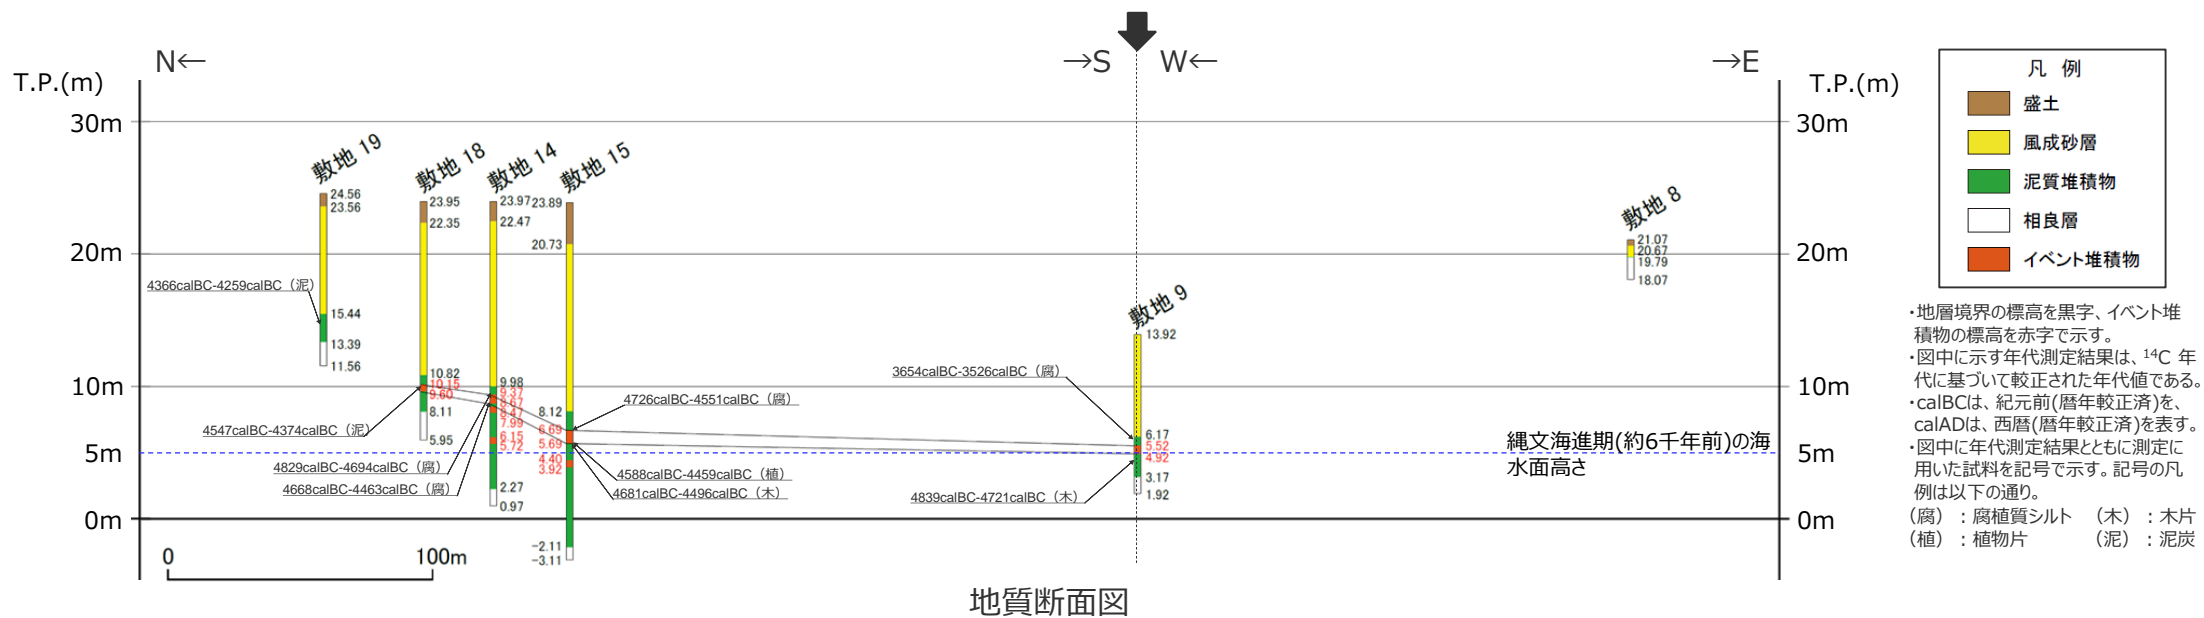 N← →S W← →E
T.P.(m) T.P.(m)
30m 30m
20m 20m
10m 10m
5m 5m
0m 0m
敷地 19
24.56
23.56
15.44
13.39
11.56
4366calBC-4259calBC（泥）
敷地 18
23.95
22.35
10.82
10.15
9.60
8.11
5.95
4547calBC-4374calBC（泥）
敷地 14
23.97
22.47
9.98
9.37
8.67
8.47
7.99
6.15
5.72
2.27
0.97
4829calBC-4694calBC（腐）
4668calBC-4463calBC（腐）
敷地 15
23.89
20.73
8.12
6.69
5.69
4.40
3.92
-2.11
-3.11
4726calBC-4551calBC（腐）
4588calBC-4459calBC（植）
4681calBC-4496calBC（木）
敷地 9
13.92
6.17
5.52
4.92
3.17
1.92
3654calBC-3526calBC（腐）
4839calBC-4721calBC（木）
敷地 8
21.07
20.67
19.79
18.07
縄文海進期(約6千年前)の海
水面高さ
0 100m
地質断面図
凡 例
盛土
風成砂層
泥質堆積物
相良層
イベント堆積物
・地層境界の標高を黒字、イベント堆
積物の標高を赤字で示す。
・図中に示す年代測定結果は、¹⁴C 年
代に基づいて較正された年代値である。
・calBCは、紀元前(暦年較正済)を、
calADは、西暦(暦年較正済)を表す。
・図中に年代測定結果とともに測定に
用いた試料を記号で示す。記号の凡
例は以下の通り。
（腐）：腐植質シルト （木）：木片
（植）：植物片 （泥）：泥炭